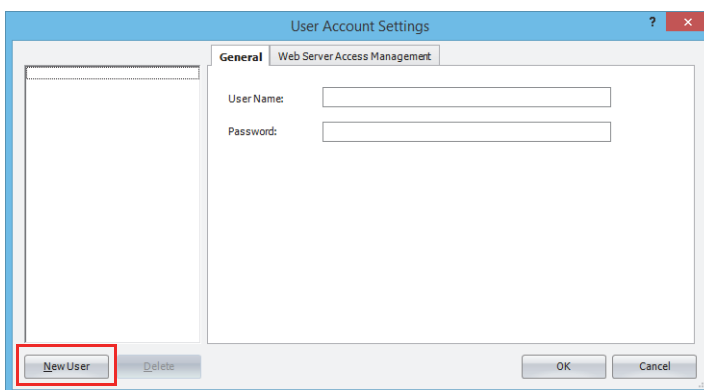 User Account Settings
?
General
Web Server Access Management
User Name:
Password:
New User
Delete
OK
Cancel